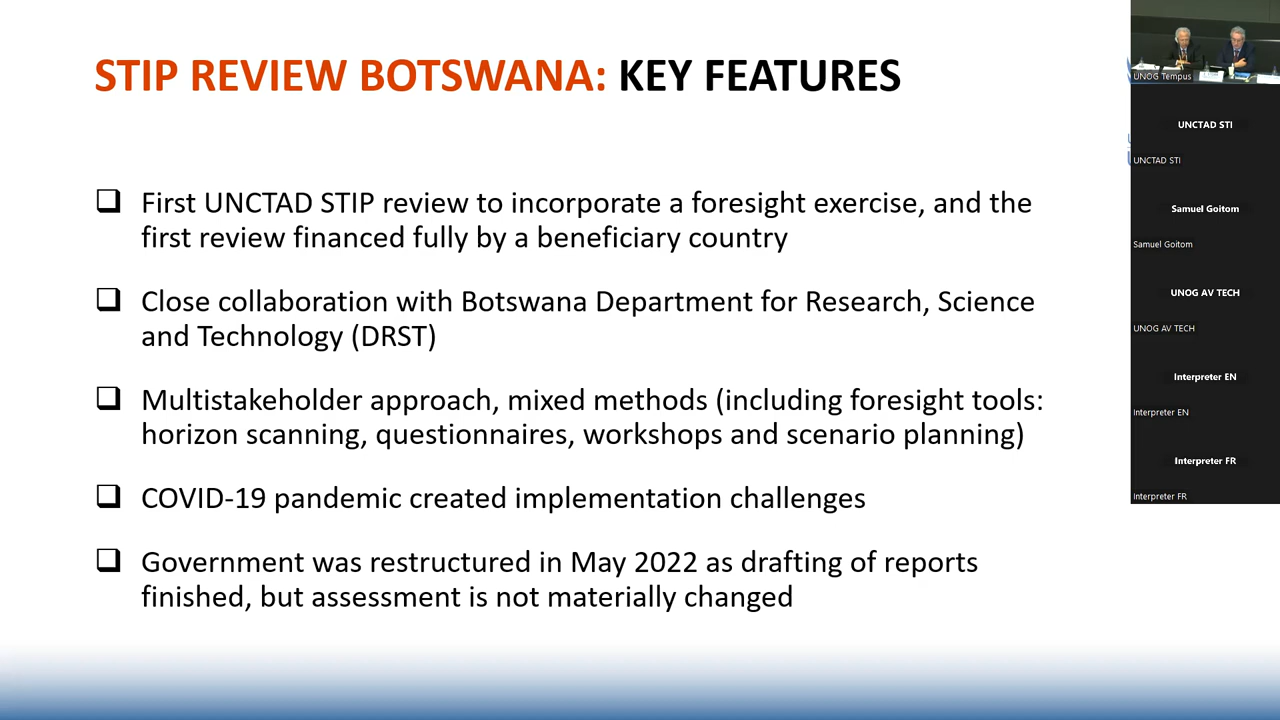 STIP REVIEW BOTSWANA: KEY FEATURES
First UNCTAD STIP review to incorporate a foresight exercise, and the
first review financed fully by a beneficiary country
Close collaboration with Botswana Department for Research, Science
and Technology (DRST)
Multistakeholder approach, mixed methods (including foresight tools:
horizon scanning, questionnaires, workshops and scenario planning)
COVID-19 pandemic created implementation challenges
Government was restructured in May 2022 as drafting of reports
finished, but assessment is not materially changed
UNOG Tempus
UNCTAD STI
UNCTAD STI
Samuel Goitom
Samuel Goitom
UNOG AV TECH
UNOG AV TECH
Interpreter EN
Interpreter EN
Interpreter FR
Interpreter FR